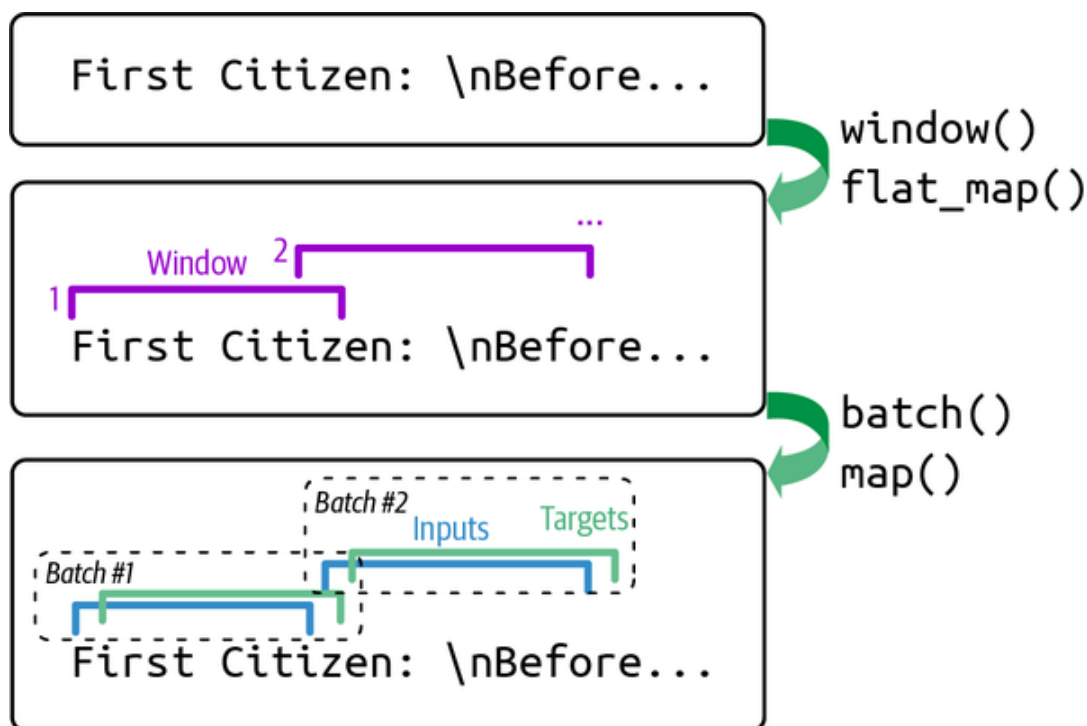 First Citizen: \nBefore...
window()
flat_map()
...
Window
2
1
First Citizen: \nBefore...
batch()
map()
Batch #2
Inputs
Targets
Batch #1
First Citizen: \nBefore...